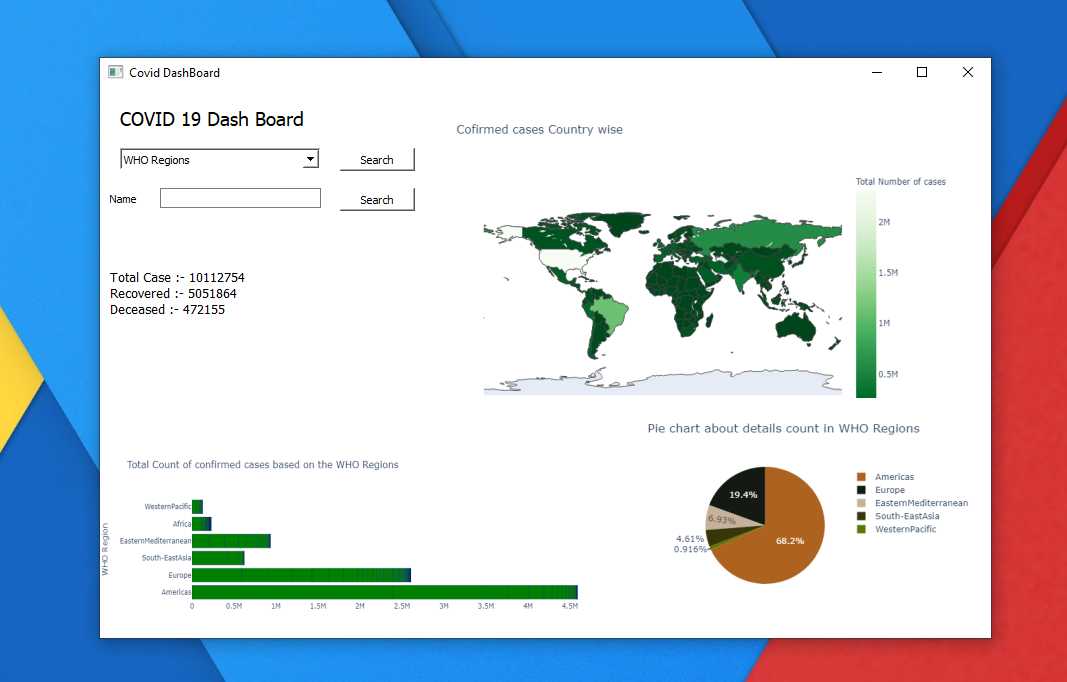 Covid DashBoard
COVID 19 Dash Board
WHO Regions
Search
Name
Search
Total Case :- 10112754
Recovered :- 5051864
Deceased :- 472155
Cofirmed cases Country wise
Total Number of cases
2M
1.5M
1M
0.5M
Total Count of confirmed cases based on the WHO Regions
WHO Region
WesternPacific
Africa
EasternMediterranean
South-EastAsia
Europe
Americas
0 0.5M 1M 1.5M 2M 2.5M 3M 3.5M 4M 4.5M
Pie chart about details count in WHO Regions
19.4%
6.93%
4.61%
0.916%
68.2%
Americas
Europe
EasternMediterranean
South-EastAsia
WesternPacific